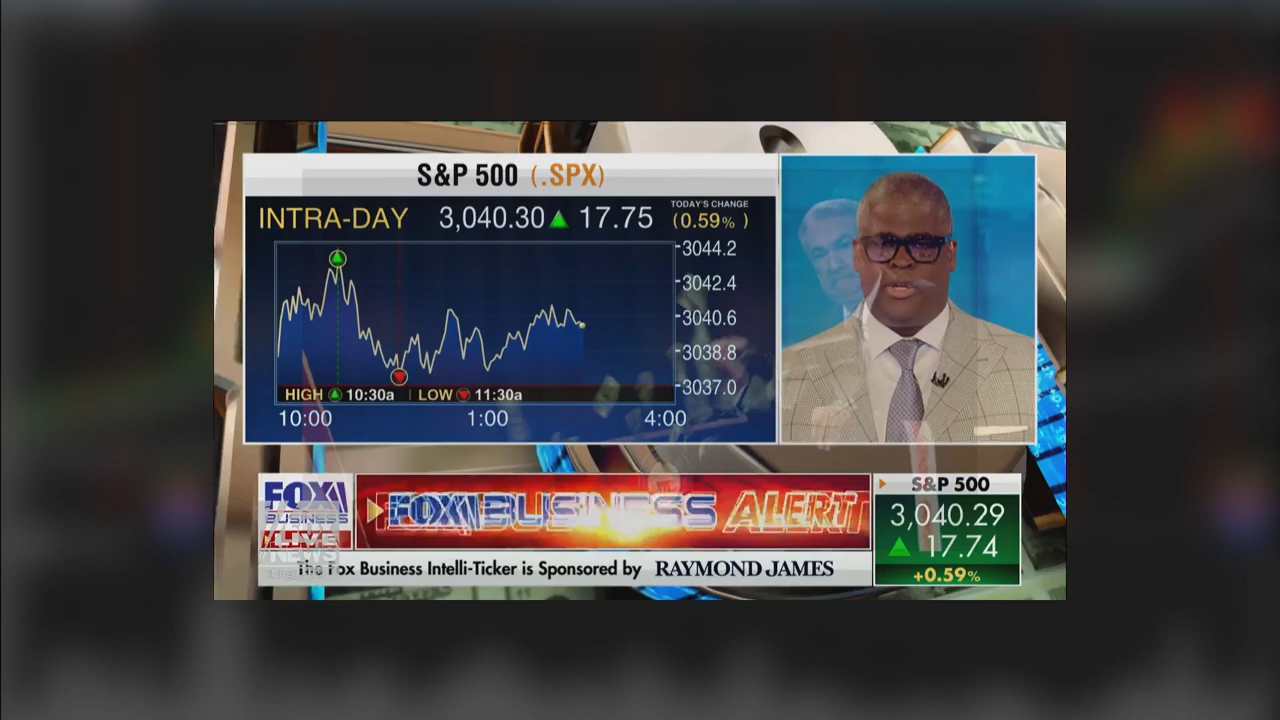 S&P 500 (.SPX)
INTRA-DAY 3,040.30 17.75 TODAY'S CHANGE (0.59%)
3044.2
3042.4
3040.6
3038.8
3037.0
HIGH 10:30a | LOW 11:30a
10:00 1:00 4:00
FOX
BUSINESS
LIVE
NEWS
FOX BUSINESS ALERT
S&P 500
3,040.29
17.74
+0.59%
The Fox Business Intelli-Ticker is Sponsored by RAYMOND JAMES